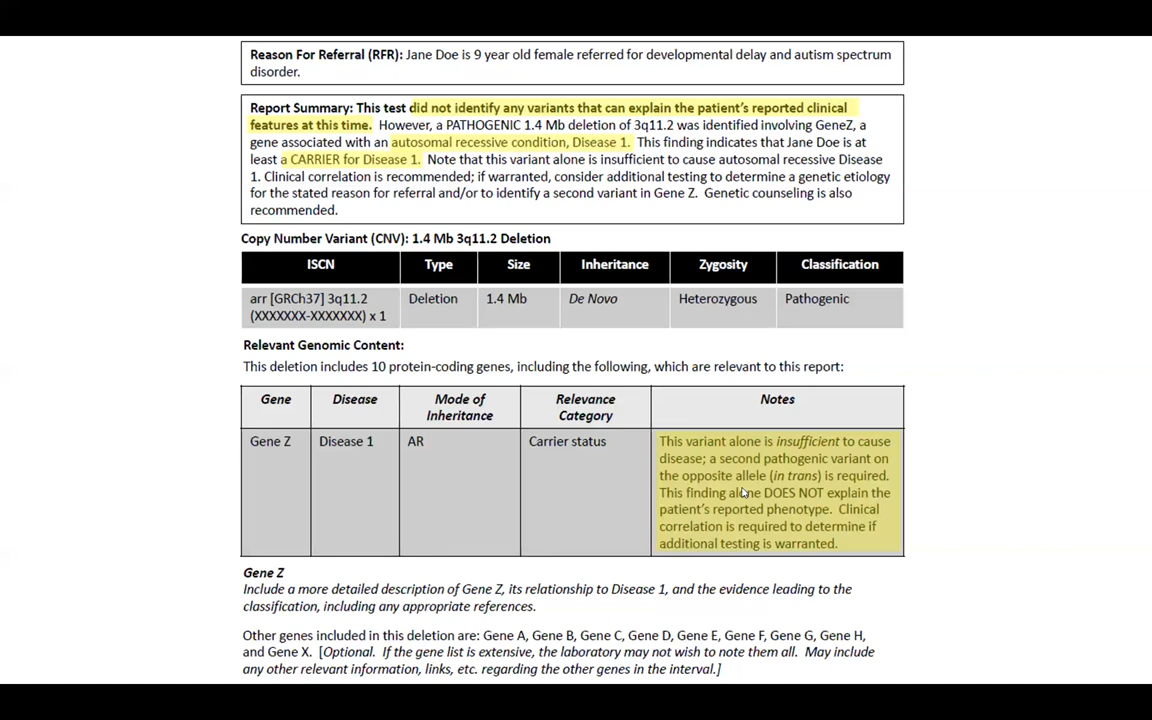 Reason For Referral (RFR): Jane Doe is 9 year old female referred for developmental delay and autism spectrum
disorder.
Report Summary: This test did not identify any variants that can explain the patient's reported clinical
features at this time. However, a PATHOGENIC 1.4 Mb deletion of 3q11.2 was identified involving GeneZ, a
gene associated with an autosomal recessive condition, Disease 1. This finding indicates that Jane Doe is at
least a CARRIER for Disease 1. Note that this variant alone is insufficient to cause autosomal recessive Disease
1. Clinical correlation is recommended; if warranted, consider additional testing to determine a genetic etiology
for the stated reason for referral and/or to identify a second variant in Gene Z. Genetic counseling is also
recommended.
Copy Number Variant (CNV): 1.4 Mb 3q11.2 Deletion
ISCN Type Size Inheritance Zygosity Classification
arr [GRCh37] 3q11.2 Deletion 1.4 Mb De Novo Heterozygous Pathogenic
(XXXXXXX-XXXXXXX) x 1
Relevant Genomic Content:
This deletion includes 10 protein-coding genes, including the following, which are relevant to this report:
Gene Disease Mode of Relevance Notes
Inheritance Category
Gene Z Disease 1 AR Carrier status This variant alone is insufficient to cause
disease; a second pathogenic variant on
the opposite allele (in trans) is required.
This finding alone DOES NOT explain the
patient's reported phenotype. Clinical
correlation is required to determine if
additional testing is warranted.
Gene Z
Include a more detailed description of Gene Z, its relationship to Disease 1, and the evidence leading to the
classification, including any appropriate references.
Other genes included in this deletion are: Gene A, Gene B, Gene C, Gene D, Gene E, Gene F, Gene G, Gene H,
and Gene X. [Optional. If the gene list is extensive, the laboratory may not wish to note them all. May include
any other relevant information, links, etc. regarding the other genes in the interval.]